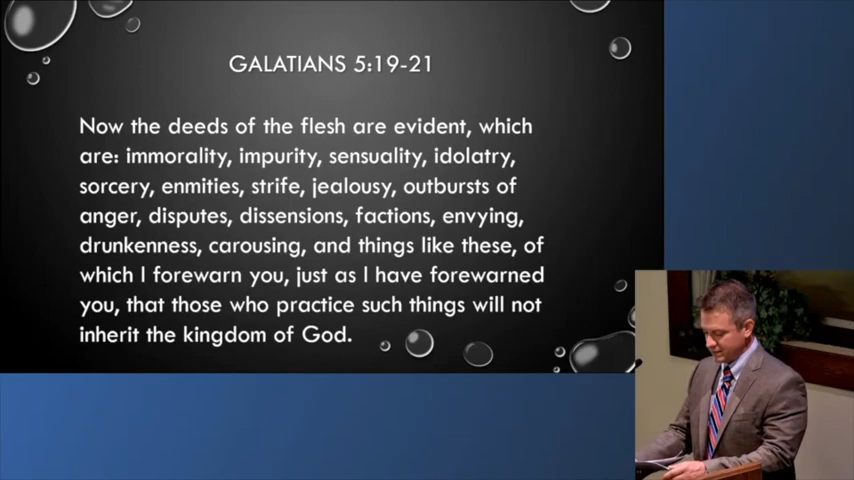 GALATIANS 5:19-21
Now the deeds of the flesh are evident, which
are: immorality, impurity, sensuality, idolatry,
sorcery, enmities, strife, jealousy, outbursts of
anger, disputes, dissensions, factions, envying,
drunkenness, carousing, and things like these, of
which I forewarn you, just as I have forewarned
you, that those who practice such things will not
inherit the kingdom of God.